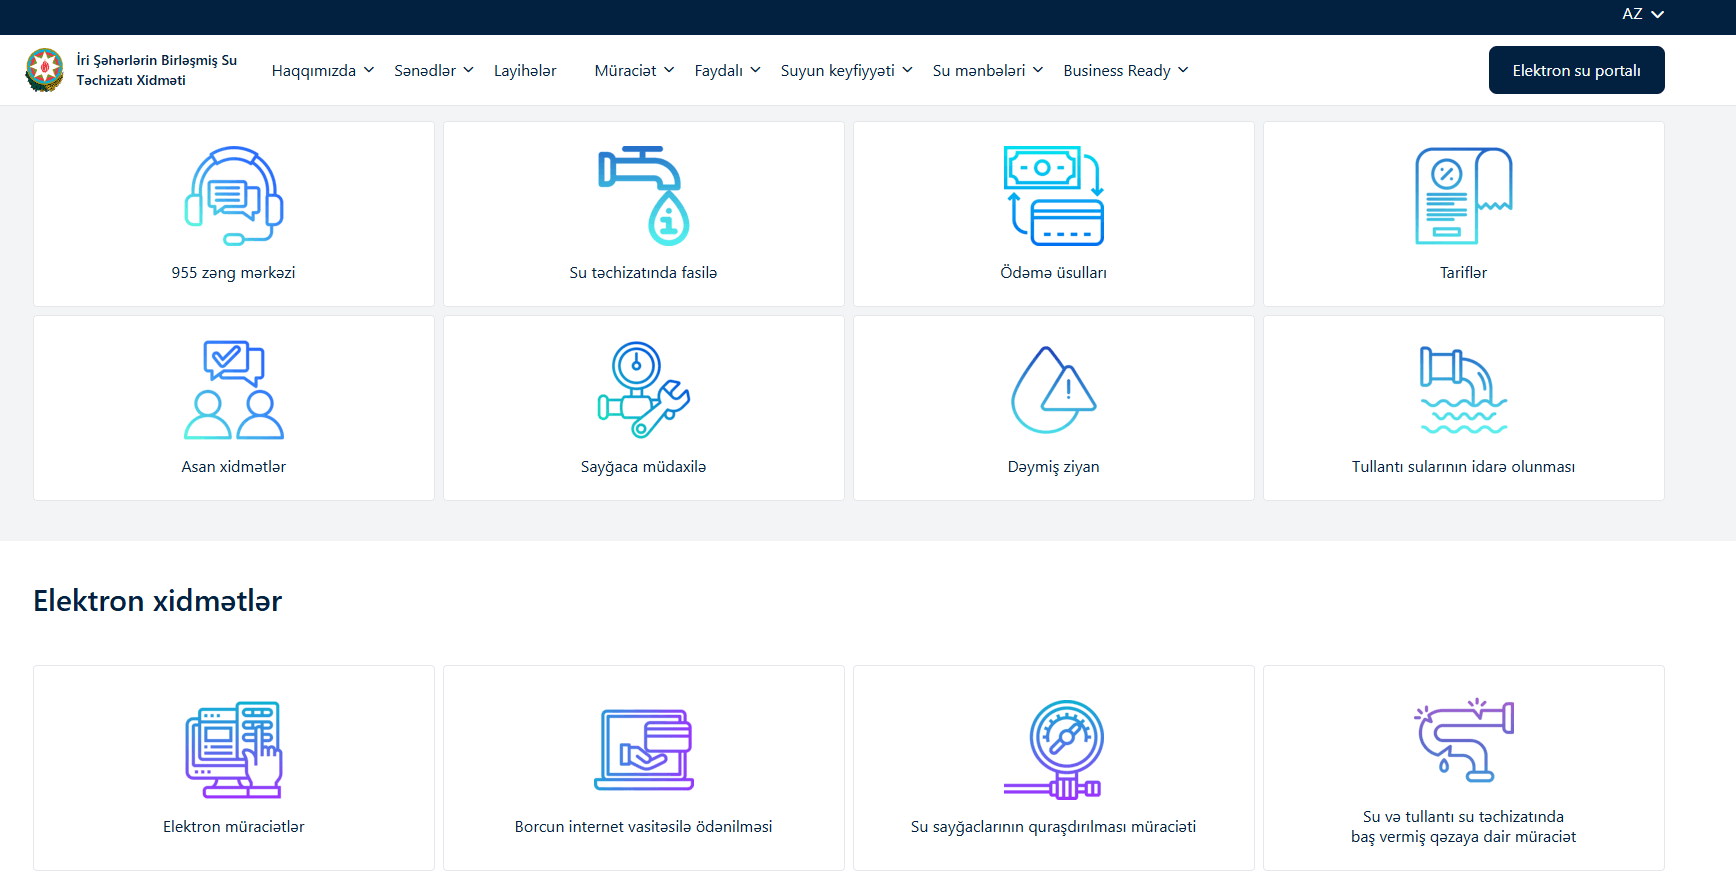 AZ
İri Şəhərlərin Birləşmiş Su
Təchizatı Xidməti
Haqqımızda
Sənədlər
Layihələr
Müraciət
Faydalı
Suyun keyfiyyəti
Su mənbələri
Business Ready
Elektron su portalı
955 zəng mərkəzi
Su təchizatında fasilə
Ödəmə üsulları
Tariflər
Asan xidmətlər
Sayğaca müdaxilə
Dəymiş ziyan
Tullantı sularının idarə olunması
Elektron xidmətlər
Elektron müraciətlər
Borcun internet vasitəsilə ödənilməsi
Su sayğaclarının quraşdırılması müraciəti
Su və tullantı su təchizatında
baş vermiş qəzaya dair müraciət